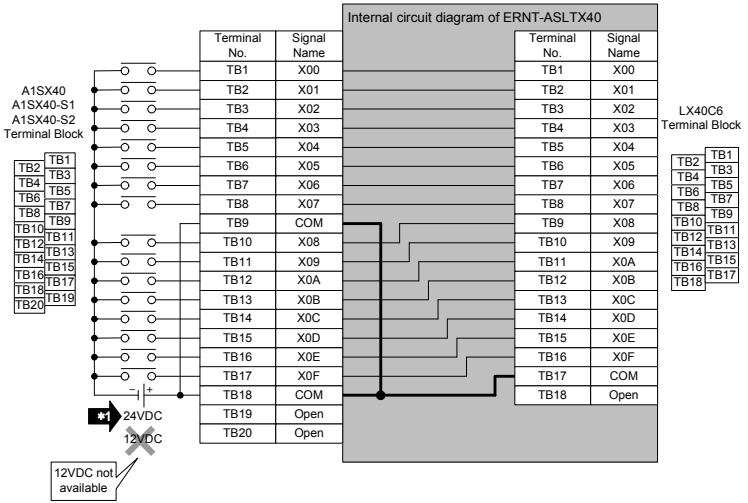 Internal circuit diagram of ERNT-ASLTX40
Terminal No. Signal Name
TB1 X00
TB2 X01
TB3 X02
TB4 X03
TB5 X04
TB6 X05
TB7 X06
TB8 X07
TB9 COM
TB10 X08
TB11 X09
TB12 X0A
TB13 X0B
TB14 X0C
TB15 X0D
TB16 X0E
TB17 X0F
TB18 COM
TB19 Open
TB20 Open
Terminal No. Signal Name
TB1 X00
TB2 X01
TB3 X02
TB4 X03
TB5 X04
TB6 X05
TB7 X06
TB8 X07
TB9 X08
TB10 X09
TB11 X0A
TB12 X0B
TB13 X0C
TB14 X0D
TB15 X0E
TB16 X0F
TB17 COM
TB18 Open
A1SX40
A1SX40-S1
A1SX40-S2
Terminal Block
TB1
TB2
TB3
TB4
TB5
TB6
TB7
TB8
TB9
TB10
TB11
TB12
TB13
TB14
TB15
TB16
TB17
TB18
TB19
TB20
LX40C6
Terminal Block
TB1
TB2
TB3
TB4
TB5
TB6
TB7
TB8
TB9
TB10
TB11
TB12
TB13
TB14
TB15
TB16
TB17
TB18
− +
*1 24VDC
12VDC
12VDC not
available